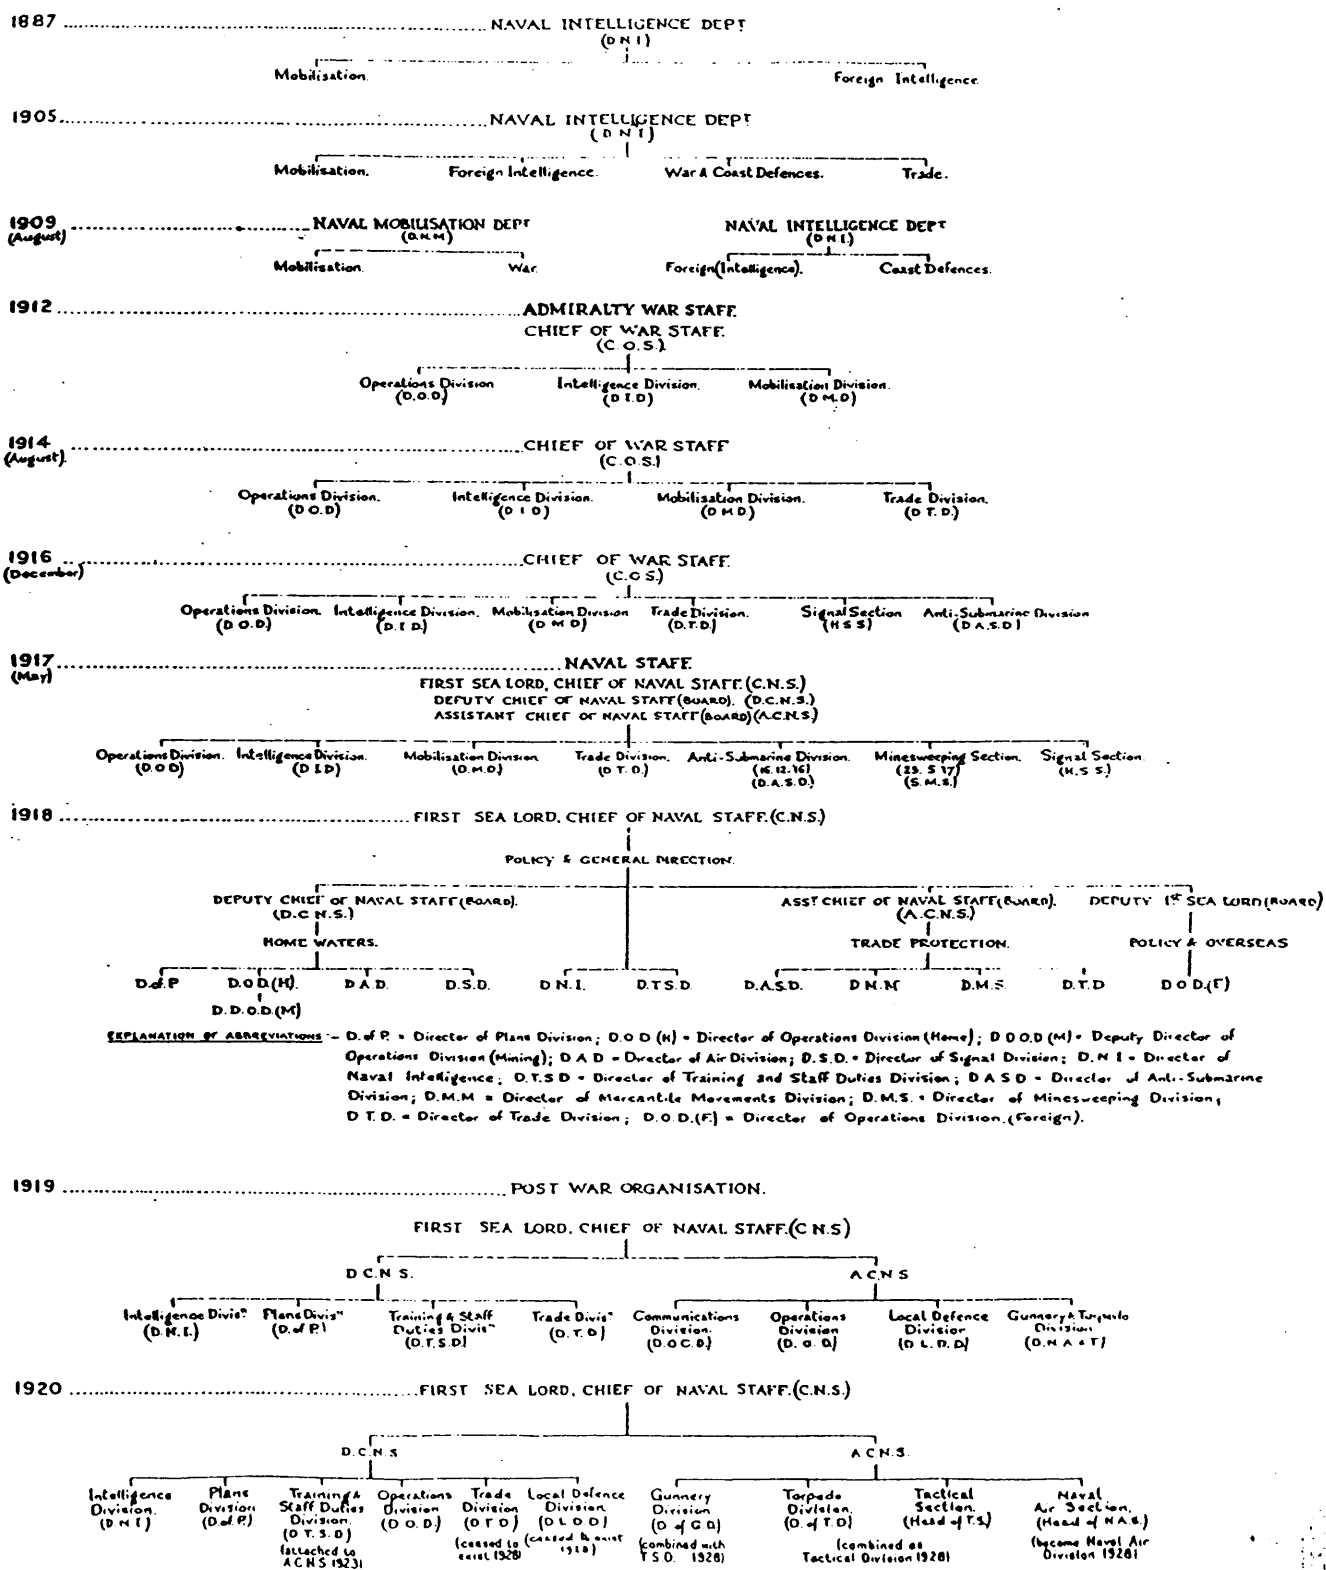 1887 NAVAL INTELLIGENCE DEPT
(D N I)
Mobilisation. Foreign Intelligence.
1905 NAVAL INTELLIGENCE DEPT
(D N I)
Mobilisation. Foreign Intelligence. War & Coast Defences. Trade.
1909 NAVAL MOBILISATION DEPT NAVAL INTELLIGENCE DEPT
(August) (D.N.M) (D N.I.)
Mobilisation. War. Foreign(Intelligence). Coast Defences.
1912 ADMIRALTY WAR STAFF.
CHIEF OF WAR STAFF.
(C.O.S.)
Operations Division Intelligence Division. Mobilisation Division.
(D.O.D) (D I.D) (D M.D)
1914 CHIEF OF WAR STAFF
(August). (C.O.S.)
Operations Division. Intelligence Division. Mobilisation Division. Trade Division.
(D O.D) (D I D) (D M D) (D T.D.)
1916 CHIEF OF WAR STAFF.
(December) (C.O S.)
Operations Division. Intelligence Division. Mobilisation Division Trade Division. Signal Section Anti-Submarine Division
(D O.D) (D.I D.) (D M D) (D.T.D.) (H S S) (D A.S.D)
1917 NAVAL STAFF.
(May) FIRST SEA LORD, CHIEF OF NAVAL STAFF.(C.N.S.)
DEPUTY CHIEF OF NAVAL STAFF(BOARD). (D.C.N.S.)
ASSISTANT CHIEF OF NAVAL STAFF(BOARD)(A.C.N.S.)
Operations Division. Intelligence Division. Mobilisation Division Trade Division. Anti-Submarine Division. Minesweeping Section. Signal Section.
(D.O D) (D I.D) (D.M.D.) (D T. D.) (16.12.16) (23. 5 17) (H.S S.)
(D.A.S.D.) (S.M.S.)
1918 FIRST SEA LORD, CHIEF OF NAVAL STAFF.(C.N.S.)
POLICY & GENERAL DIRECTION.
DEPUTY CHIEF OF NAVAL STAFF(BOARD). ASST CHIEF OF NAVAL STAFF(BOARD). DEPUTY 1ST SEA LORD(BOARD)
(D.C N.S.) (A.C.N.S.)
HOME WATERS. TRADE PROTECTION. POLICY & OVERSEAS
D.of P D.O D.(H). D A.D. D.S.D. D N.I. D.T S.D. D.A.S.D. D M.M D.M.S. D.T.D D O D.(F)
D.D.O.D.(M)
EXPLANATION OF ABBREVIATIONS - D.of P. = Director of Plans Division; D.O D (H) = Director of Operations Division (Home); D D O.D (M) = Deputy Director of
Operations Division (Mining); D A D = Director of Air Division; D.S.D. = Director of Signal Division; D.N I = Director of
Naval Intelligence; D.T.S D = Director of Training and Staff Duties Division; D A S D = Director of Anti-Submarine
Division; D.M.M = Director of Mercantile Movements Division; D.M.S. = Director of Minesweeping Division;
D T.D. = Director of Trade Division; D.O.D.(F.) = Director of Operations Division.(Foreign).
1919 POST WAR ORGANISATION.
FIRST SEA LORD, CHIEF OF NAVAL STAFF.(C N.S)
D C.N S. A C.N S
Intelligence Divisn Plans Divisn Training & Staff Trade Divisn Communications Operations Local Defence Gunnery & Torpedo
(D.N.I.) (D.of P.) Duties Divisn (D.T.D) Division. Division Division Division
(D.T.S.D) (D.O C.D.) (D. O. D) (D L.D.D) (D.N A & T)
1920 FIRST SEA LORD, CHIEF OF NAVAL STAFF.(C.N.S.)
D.C.N.S A C.N.S.
Intelligence Plans Training & Operations Trade Local Defence Gunnery Torpedo Tactical Naval
Division. Division Staff Duties Division Division Division. Division Division. Section. Air Section.
(D N I) (D.of P.) Division. (D O.D.) (D T D) (D L O D) (D of G D) (D.of T.D) (Head of T.S.) (Head of N.A.S.)
(D T.S.D) (ceased to (ceased to exist (combined with (combined as (become Naval Air
(attached to exist 1928) 1928) T.S.D. 1928) Tactical Division 1928) Division 1928)
A C N S 1923)